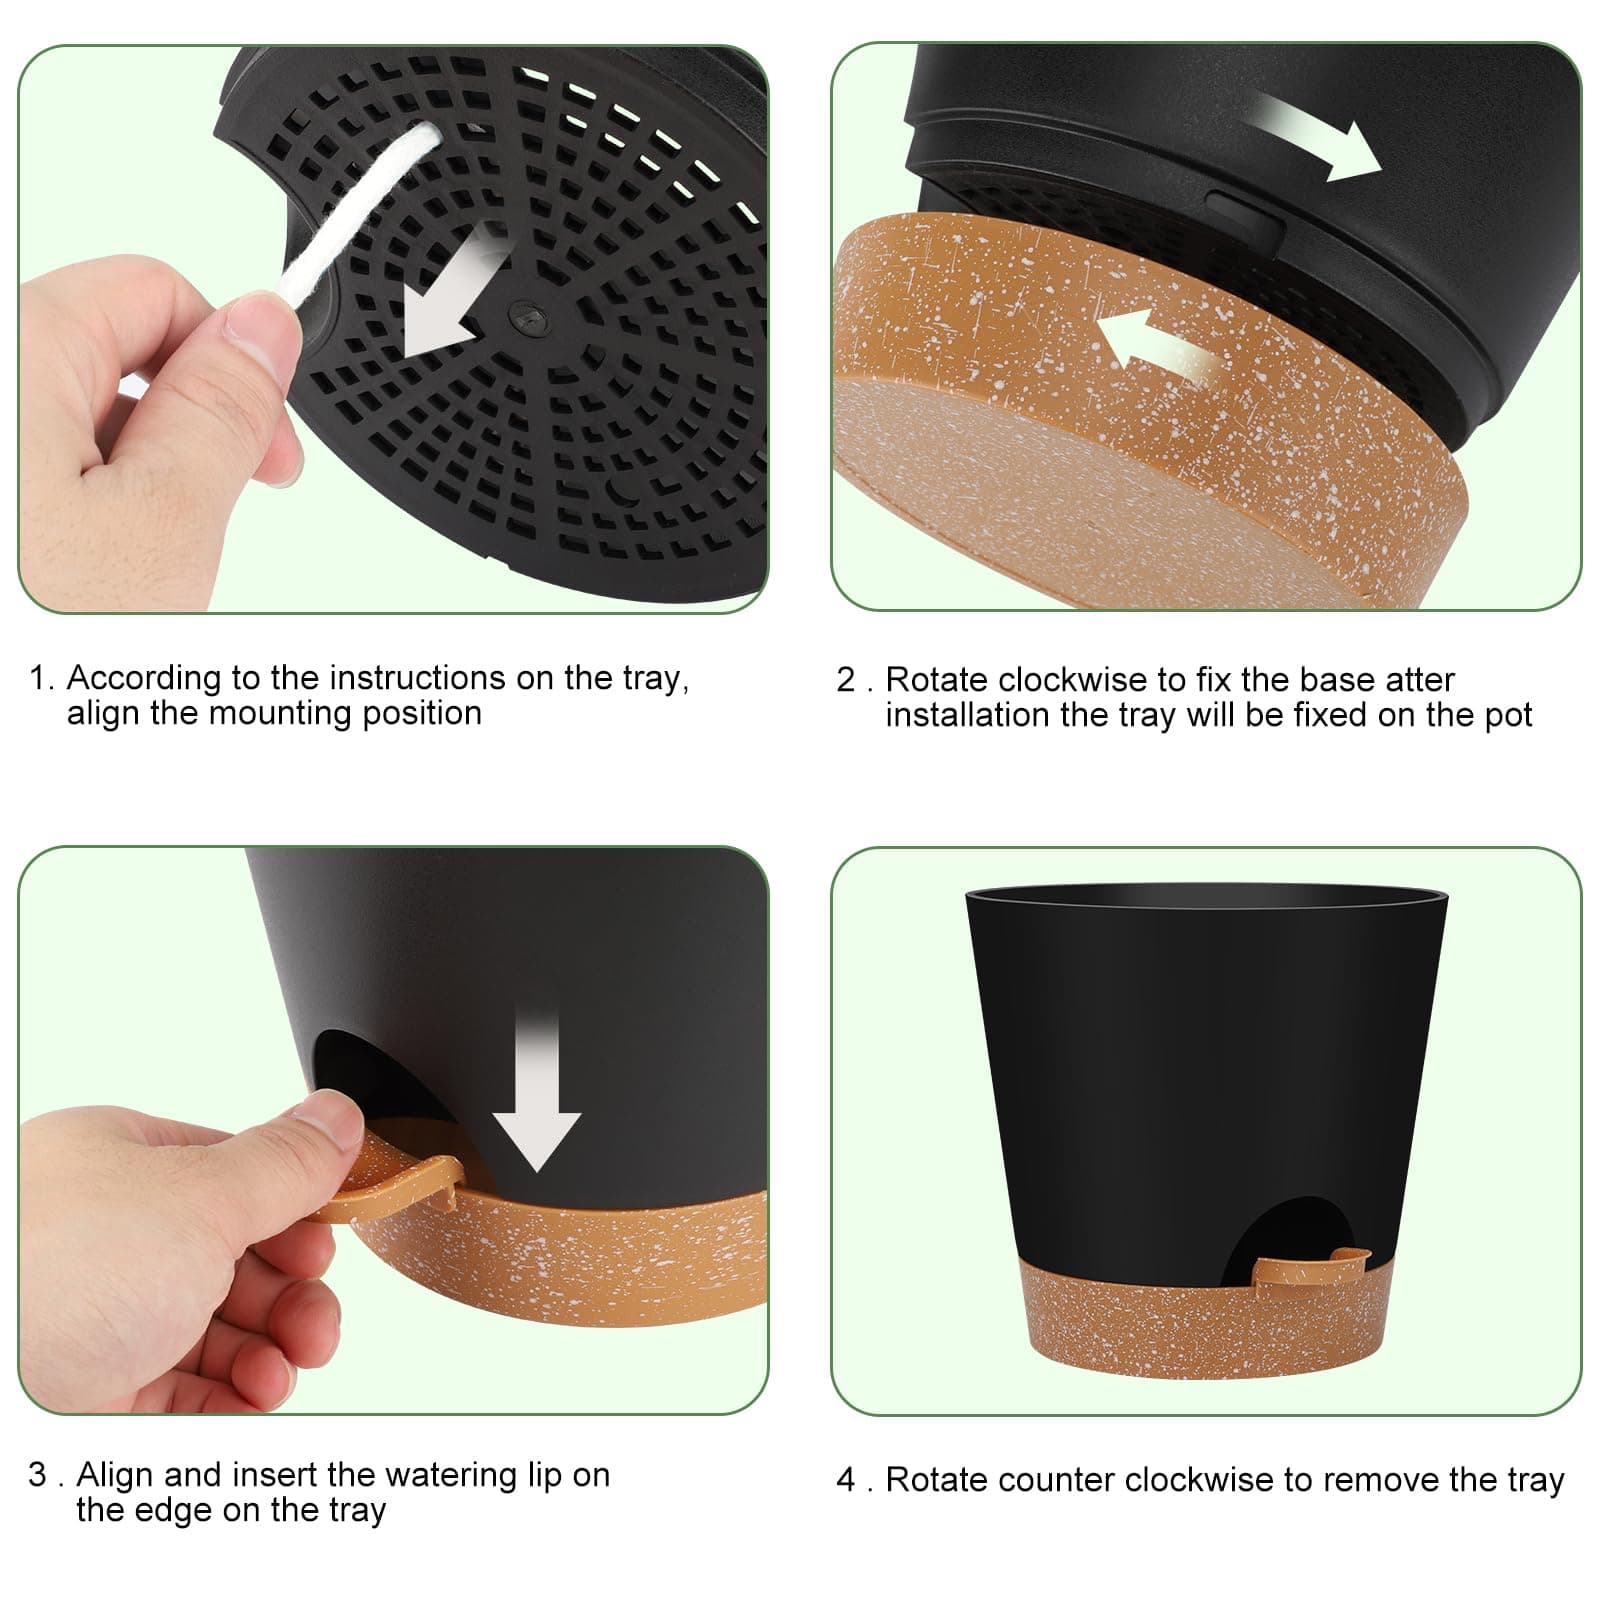 1. According to the instructions on the tray,
align the mounting position
2 . Rotate clockwise to fix the base atter
installation the tray will be fixed on the pot
3 . Align and insert the watering lip on
the edge on the tray
4 . Rotate counter clockwise to remove the tray